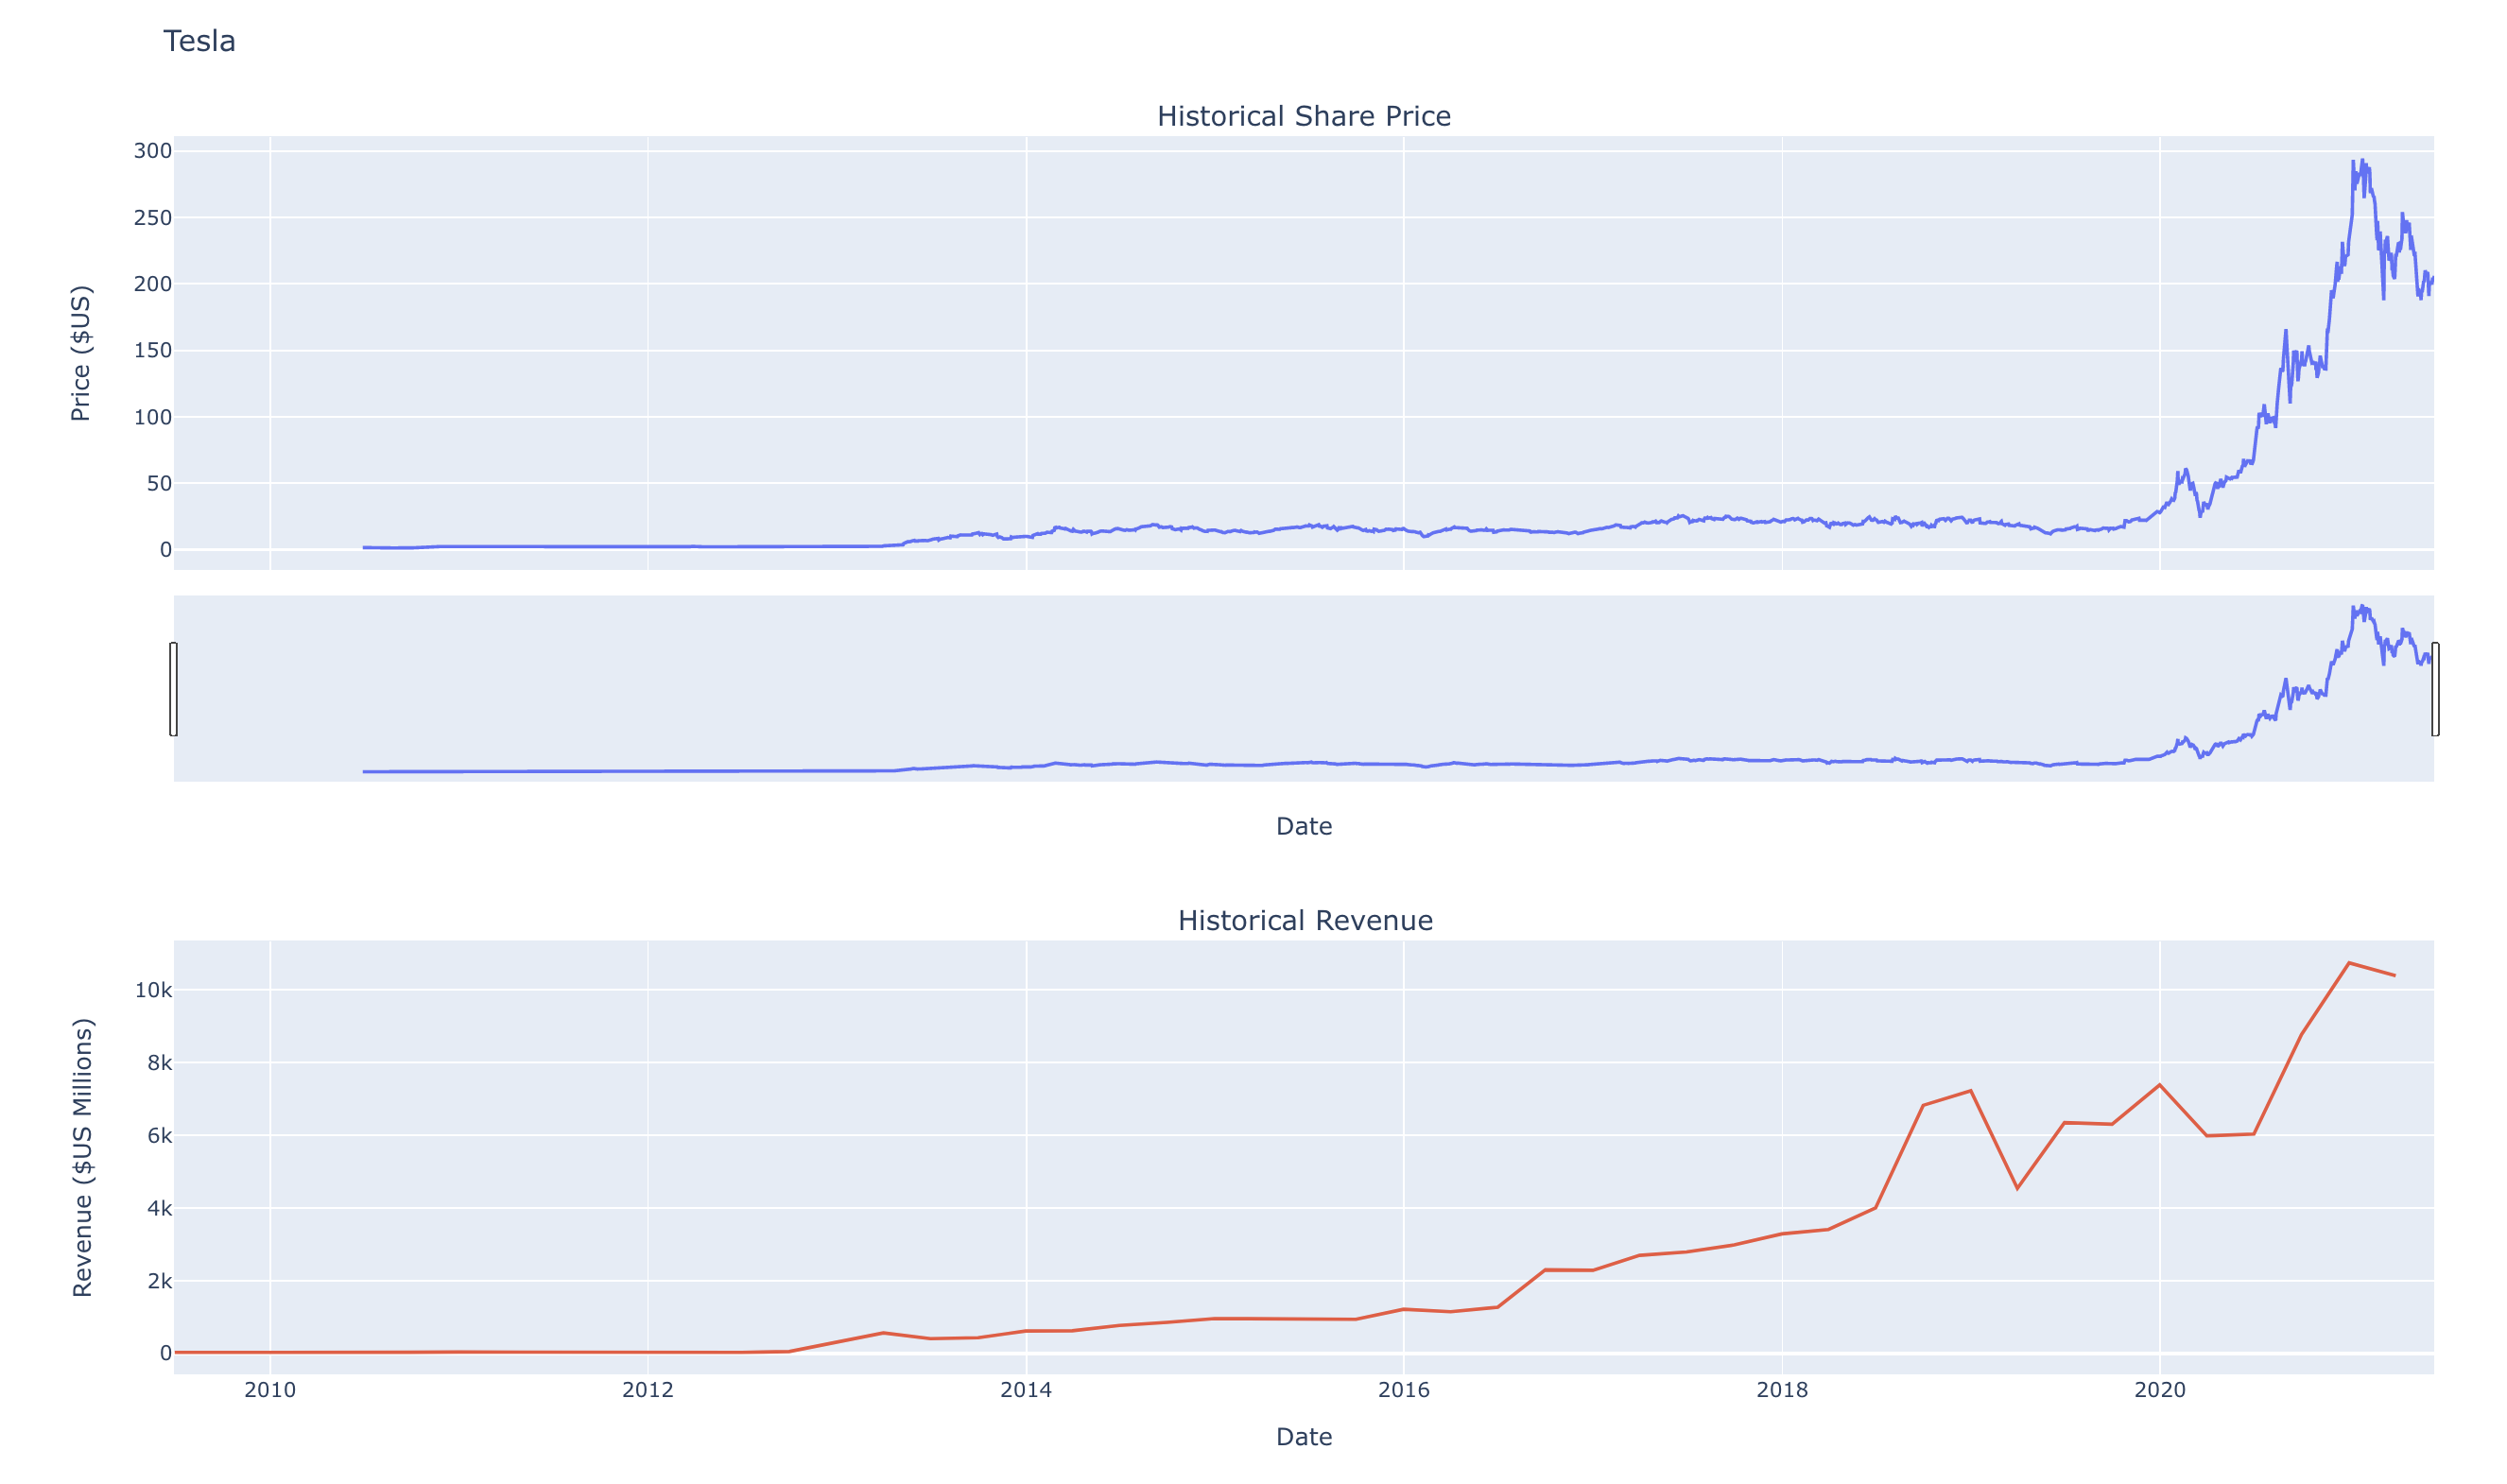 Tesla
Historical Share Price
Price ($US)
300
250
200
150
100
50
0
Date
Historical Revenue
Revenue ($US Millions)
10k
8k
6k
4k
2k
0
2010 2012 2014 2016 2018 2020
Date